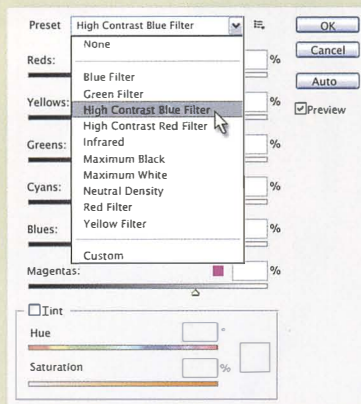 Preset High Contrast Blue Filter OK
None
Cancel
Reds: %
Blue Filter Auto
Green Filter
Yellows: High Contrast Blue Filter % Preview
High Contrast Red Filter
Greens: Infrared %
Maximum Black
Maximum White
Cyans: Neutral Density %
Red Filter
Yellow Filter
Blues: %
Custom
Magentas: %
Tint
Hue °
Saturation %